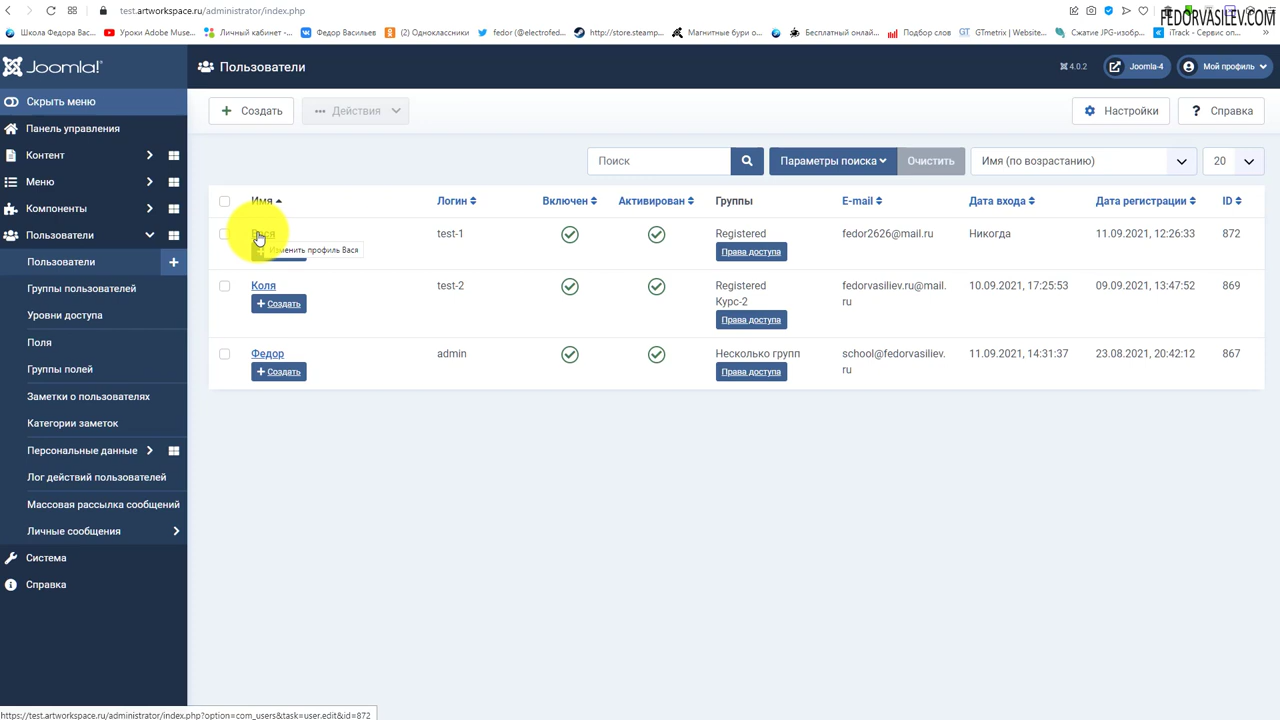 test.artworkspace.ru/administrator/index.php
FEDORVASILEV.COM
Школа Федора Вас...
Уроки Adobe Muse...
Личный кабинет -...
Федор Васильев
(2) Одноклассники
fedor (@electrofed...
http://store.steamp...
Магнитные бури о...
Бесплатный онлай...
Подбор слов
GTmetrix | Website...
Сжатие JPG-изобр...
iTrack - Сервис оп...
Joomla!
Пользователи
4.0.2
Joomla-4
Мой профиль
Скрыть меню
Панель управления
Контент
Меню
Компоненты
Пользователи
Пользователи
Группы пользователей
Уровни доступа
Поля
Группы полей
Заметки о пользователях
Категории заметок
Персональные данные
Лог действий пользователей
Массовая рассылка сообщений
Личные сообщения
Система
Справка
+ Создать
Действия
Настройки
? Справка
Поиск
Параметры поиска
Очистить
Имя (по возрастанию)
20
Имя
Логин
Включен
Активирован
Группы
E-mail
Дата входа
Дата регистрации
ID
Вася
test-1
Registered
fedor2626@mail.ru
Никогда
11.09.2021, 12:26:33
872
Изменить профиль Вася
Права доступа
Коля
test-2
Registered
fedorvasiliev.ru@mail.
10.09.2021, 17:25:53
09.09.2021, 13:47:52
869
+ Создать
Курс-2
ru
Права доступа
Федор
admin
Несколько групп
school@fedorvasiliev.
11.09.2021, 14:31:37
23.08.2021, 20:42:12
867
+ Создать
Права доступа
ru
https://test.artworkspace.ru/administrator/index.php?option=com_users&task=user.edit&id=872